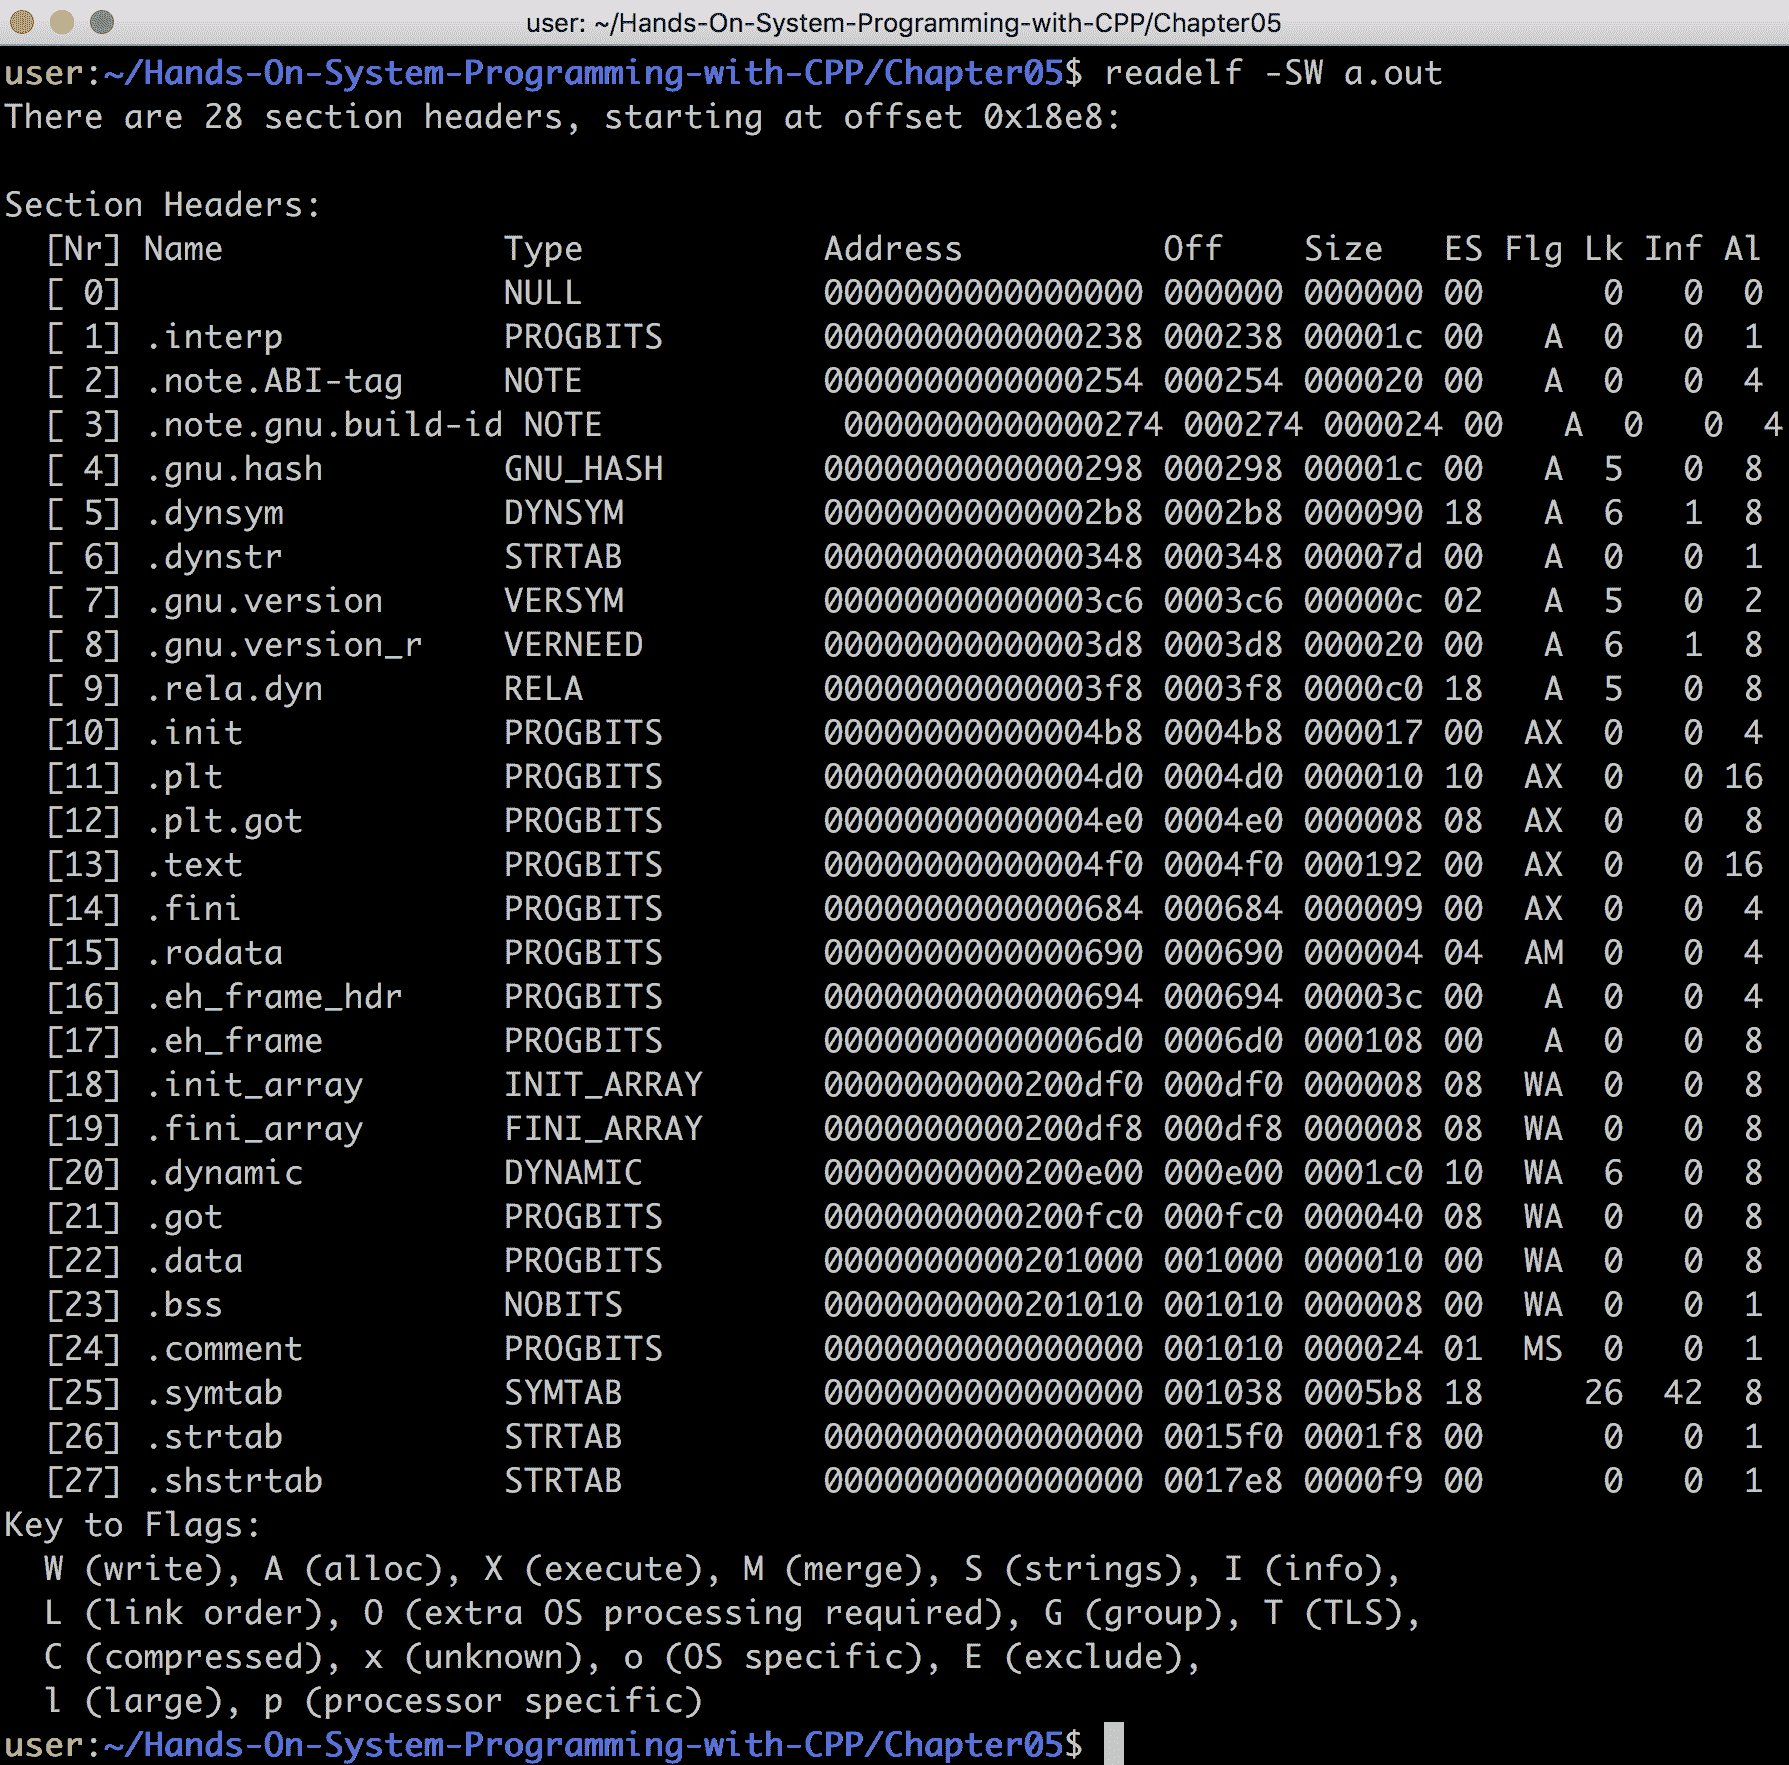 user: ~/Hands-On-System-Programming-with-CPP/Chapter05
user:~/Hands-On-System-Programming-with-CPP/Chapter05$ readelf -SW a.out
There are 28 section headers, starting at offset 0x18e8:

Section Headers:
  [Nr] Name              Type            Address          Off    Size   ES Flg Lk Inf Al
  [ 0]                   NULL            0000000000000000 000000 000000 00      0   0  0
  [ 1] .interp           PROGBITS        0000000000000238 000238 00001c 00   A  0   0  1
  [ 2] .note.ABI-tag     NOTE            0000000000000254 000254 000020 00   A  0   0  4
  [ 3] .note.gnu.build-id NOTE            0000000000000274 000274 000024 00   A  0   0  4
  [ 4] .gnu.hash         GNU_HASH        0000000000000298 000298 00001c 00   A  5   0  8
  [ 5] .dynsym           DYNSYM          00000000000002b8 0002b8 000090 18   A  6   1  8
  [ 6] .dynstr           STRTAB          0000000000000348 000348 00007d 00   A  0   0  1
  [ 7] .gnu.version      VERSYM          00000000000003c6 0003c6 00000c 02   A  5   0  2
  [ 8] .gnu.version_r    VERNEED         00000000000003d8 0003d8 000020 00   A  6   1  8
  [ 9] .rela.dyn         RELA            00000000000003f8 0003f8 0000c0 18   A  5   0  8
  [10] .init             PROGBITS        00000000000004b8 0004b8 000017 00  AX  0   0  4
  [11] .plt              PROGBITS        00000000000004d0 0004d0 000010 10  AX  0   0 16
  [12] .plt.got          PROGBITS        00000000000004e0 0004e0 000008 08  AX  0   0  8
  [13] .text             PROGBITS        00000000000004f0 0004f0 000192 00  AX  0   0 16
  [14] .fini             PROGBITS        0000000000000684 000684 000009 00  AX  0   0  4
  [15] .rodata           PROGBITS        0000000000000690 000690 000004 04  AM  0   0  4
  [16] .eh_frame_hdr     PROGBITS        0000000000000694 000694 00003c 00   A  0   0  4
  [17] .eh_frame         PROGBITS        00000000000006d0 0006d0 000108 00   A  0   0  8
  [18] .init_array       INIT_ARRAY      0000000000200df0 000df0 000008 08  WA  0   0  8
  [19] .fini_array       FINI_ARRAY      0000000000200df8 000df8 000008 08  WA  0   0  8
  [20] .dynamic          DYNAMIC         0000000000200e00 000e00 0001c0 10  WA  6   0  8
  [21] .got              PROGBITS        0000000000200fc0 000fc0 000040 08  WA  0   0  8
  [22] .data             PROGBITS        0000000000201000 001000 000010 00  WA  0   0  8
  [23] .bss              NOBITS          0000000000201010 001010 000008 00  WA  0   0  1
  [24] .comment          PROGBITS        0000000000000000 001010 000024 01  MS  0   0  1
  [25] .symtab           SYMTAB          0000000000000000 001038 0005b8 18     26  42  8
  [26] .strtab           STRTAB          0000000000000000 0015f0 0001f8 00      0   0  1
  [27] .shstrtab         STRTAB          0000000000000000 0017e8 0000f9 00      0   0  1
Key to Flags:
  W (write), A (alloc), X (execute), M (merge), S (strings), I (info),
  L (link order), O (extra OS processing required), G (group), T (TLS),
  C (compressed), x (unknown), o (OS specific), E (exclude),
  l (large), p (processor specific)
user:~/Hands-On-System-Programming-with-CPP/Chapter05$